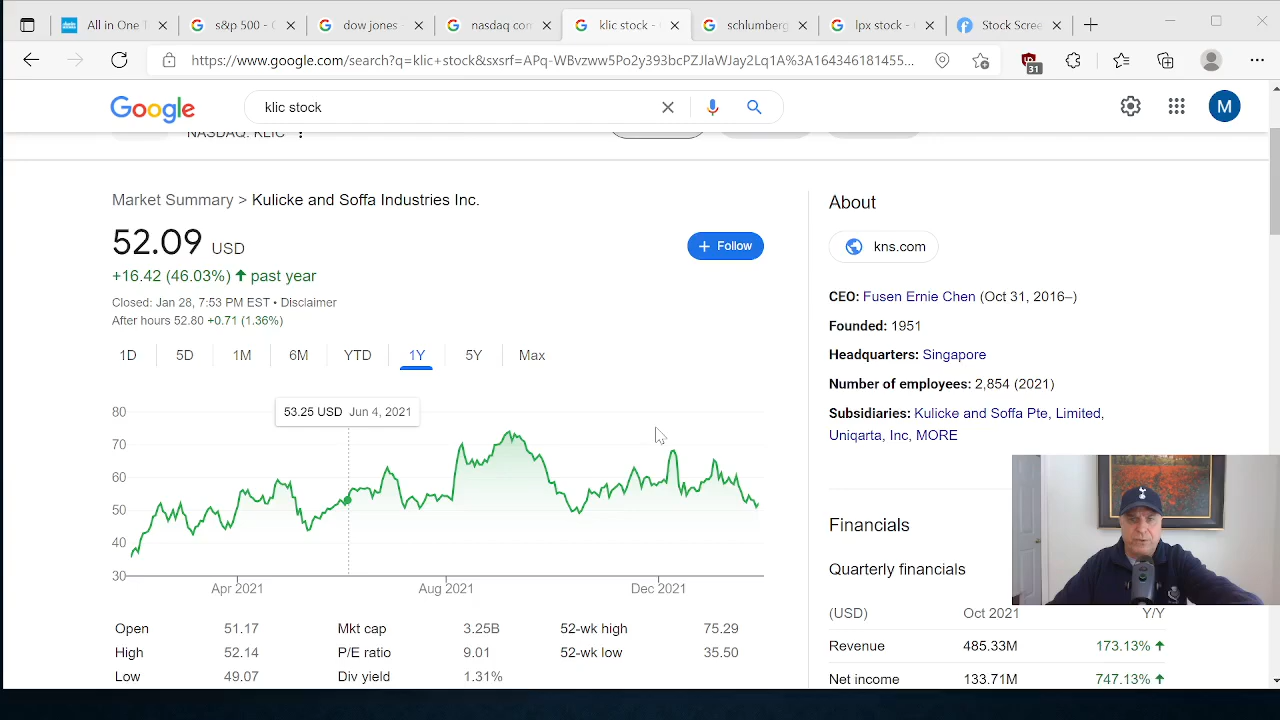 All in One T
s&p 500 - G
dow jones -
nasdaq com
klic stock - 
schlumberg
lpx stock - 
Stock Scree
https://www.google.com/search?q=klic+stock&sxsrf=APq-WBvzww5Po2y393bcPZJlaWJay2Lq1A%3A164346181455...
31
Google
klic stock
M
NASDAQ: KLIC
Market Summary > Kulicke and Soffa Industries Inc.
52.09 USD
+ Follow
+16.42 (46.03%) ↑ past year
Closed: Jan 28, 7:53 PM EST • Disclaimer
After hours 52.80 +0.71 (1.36%)
1D 5D 1M 6M YTD 1Y 5Y Max
53.25 USD Jun 4, 2021
80
70
60
50
40
30
Apr 2021 Aug 2021 Dec 2021
Open 51.17 Mkt cap 3.25B 52-wk high 75.29
High 52.14 P/E ratio 9.01 52-wk low 35.50
Low 49.07 Div yield 1.31%
About
kns.com
CEO: Fusen Ernie Chen (Oct 31, 2016–)
Founded: 1951
Headquarters: Singapore
Number of employees: 2,854 (2021)
Subsidiaries: Kulicke and Soffa Pte, Limited,
Uniqarta, Inc, MORE
Financials
Quarterly financials
(USD) Oct 2021 Y/Y
Revenue 485.33M 173.13% ↑
Net income 133.71M 747.13% ↑